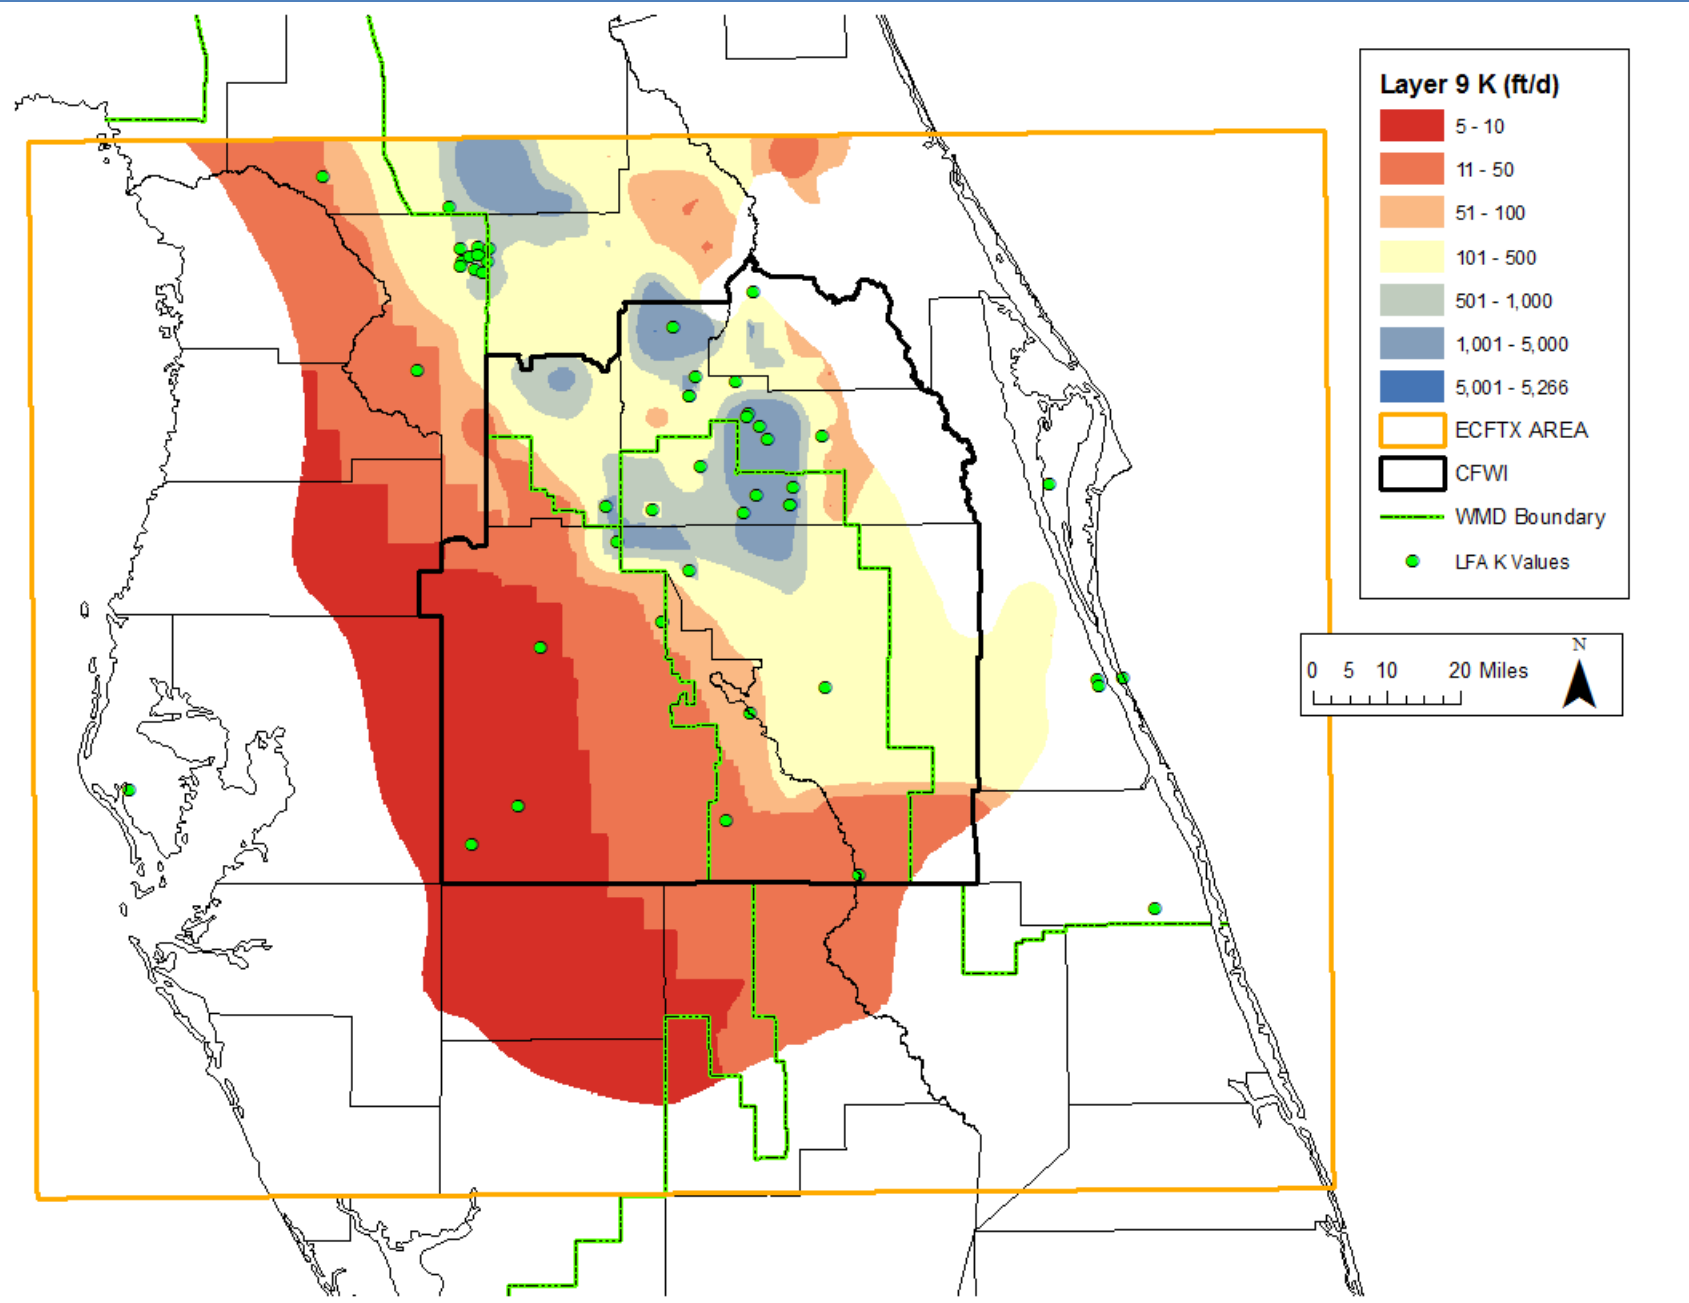 Layer 9 K (ft/d)
5 - 10
11 - 50
51 - 100
101 - 500
501 - 1,000
1,001 - 5,000
5,001 - 5,266
ECFTX AREA
CFWI
WMD Boundary
LFA K Values
N
0 5 10 20 Miles